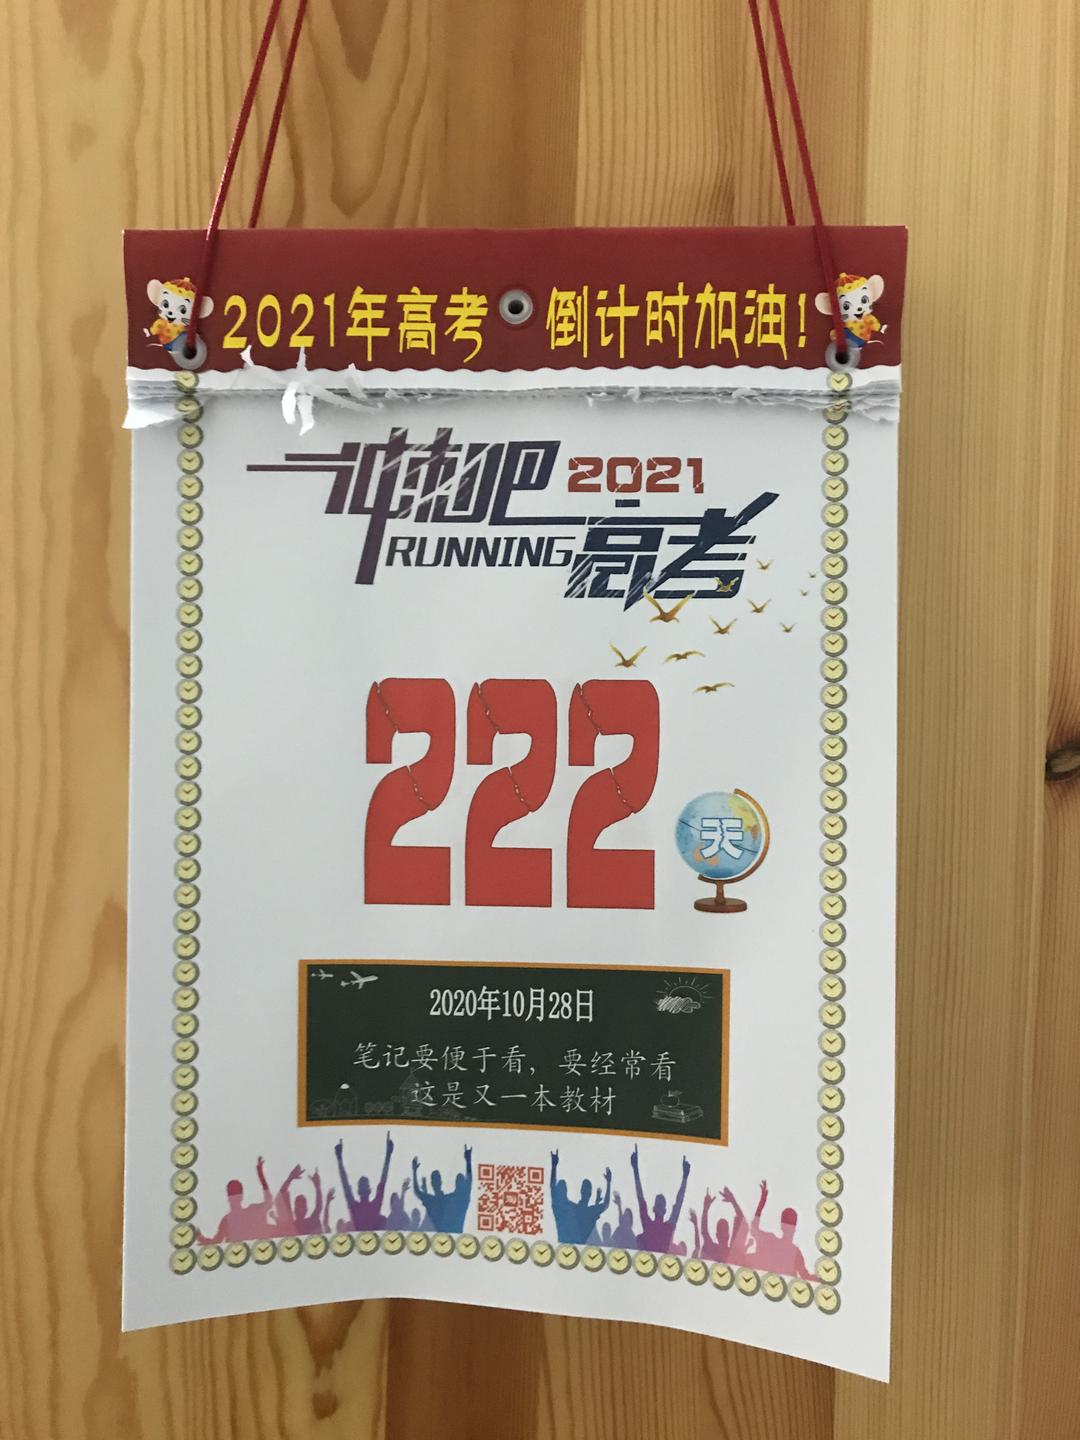 2021年高考 倒计时加油!
冲刺吧 2021
RUNNING 高考
222 天
2020年10月28日
笔记要便于看，要经常看
这是又一本教材